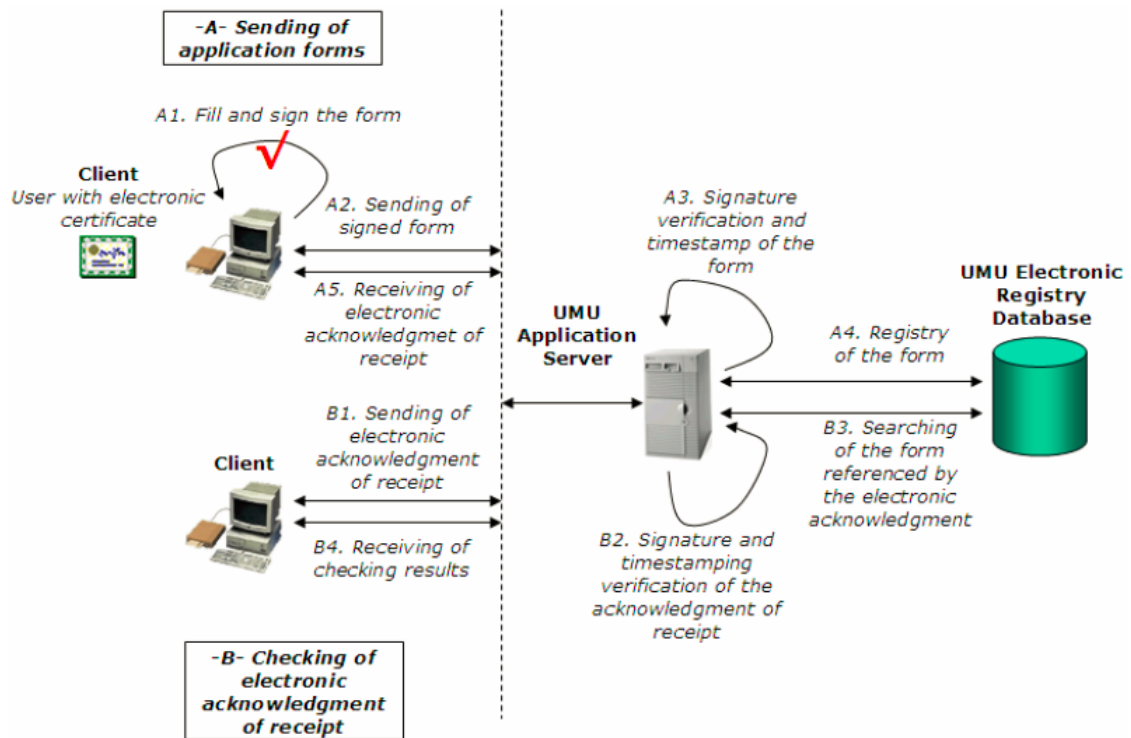 -A- Sending of
application forms
A1. Fill and sign the form
√
Client
User with electronic
certificate
A2. Sending of
signed form
A5. Receiving of
electronic
acknowledgmet of
receipt
A3. Signature
verification and
timestamp of the
form
UMU
Application
Server
UMU Electronic
Registry
Database
A4. Registry
of the form
B1. Sending of
electronic
acknowledgment
of receipt
Client
B4. Receiving of
checking results
B3. Searching
of the form
referenced by
the electronic
acknowledgment
B2. Signature and
timestamping
verification of the
acknowledgment of
receipt
-B- Checking of
electronic
acknowledgment
of receipt